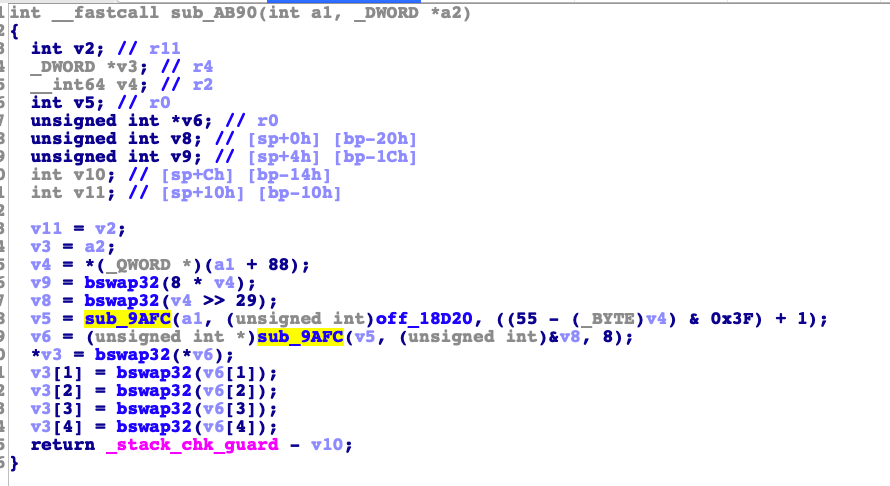 1 int __fastcall sub_AB90(int a1, _DWORD *a2)
2 {
3 int v2; // r11
4 _DWORD *v3; // r4
5 __int64 v4; // r2
6 int v5; // r0
7 unsigned int *v6; // r0
8 unsigned int v8; // [sp+0h] [bp-20h]
9 unsigned int v9; // [sp+4h] [bp-1Ch]
0 int v10; // [sp+Ch] [bp-14h]
1 int v11; // [sp+10h] [bp-10h]
2
3 v11 = v2;
4 v3 = a2;
5 v4 = *(_QWORD *)(a1 + 88);
6 v9 = bswap32(8 * v4);
7 v8 = bswap32(v4 >> 29);
8 v5 = sub_9AFC(a1, (unsigned int)off_18D20, ((55 - (_BYTE)v4) & 0x3F) + 1);
9 v6 = (unsigned int *)sub_9AFC(v5, (unsigned int)&v8, 8);
0 *v3 = bswap32(*v6);
1 v3[1] = bswap32(v6[1]);
2 v3[2] = bswap32(v6[2]);
3 v3[3] = bswap32(v6[3]);
4 v3[4] = bswap32(v6[4]);
5 return _stack_chk_guard - v10;
6 }